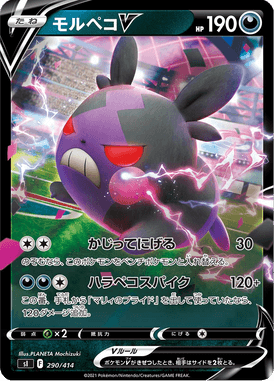 たね モルペコV HP190
かじってにげる 30
のぞむなら、このポケモンをベンチポケモンと入れ替える。
ハラペコスパイク 120+
この番、手札から「マリィのプライド」を出して使っていたなら、
120ダメージ追加。
弱点 ×2 抵抗力 にげる
Illus.PLANETA Mochizuki
sI F 290/414
Vルール
ポケモンVがきぜつしたとき、相手はサイドを2枚とる。
©2021 Pokémon/Nintendo/Creatures/GAME FREAK.